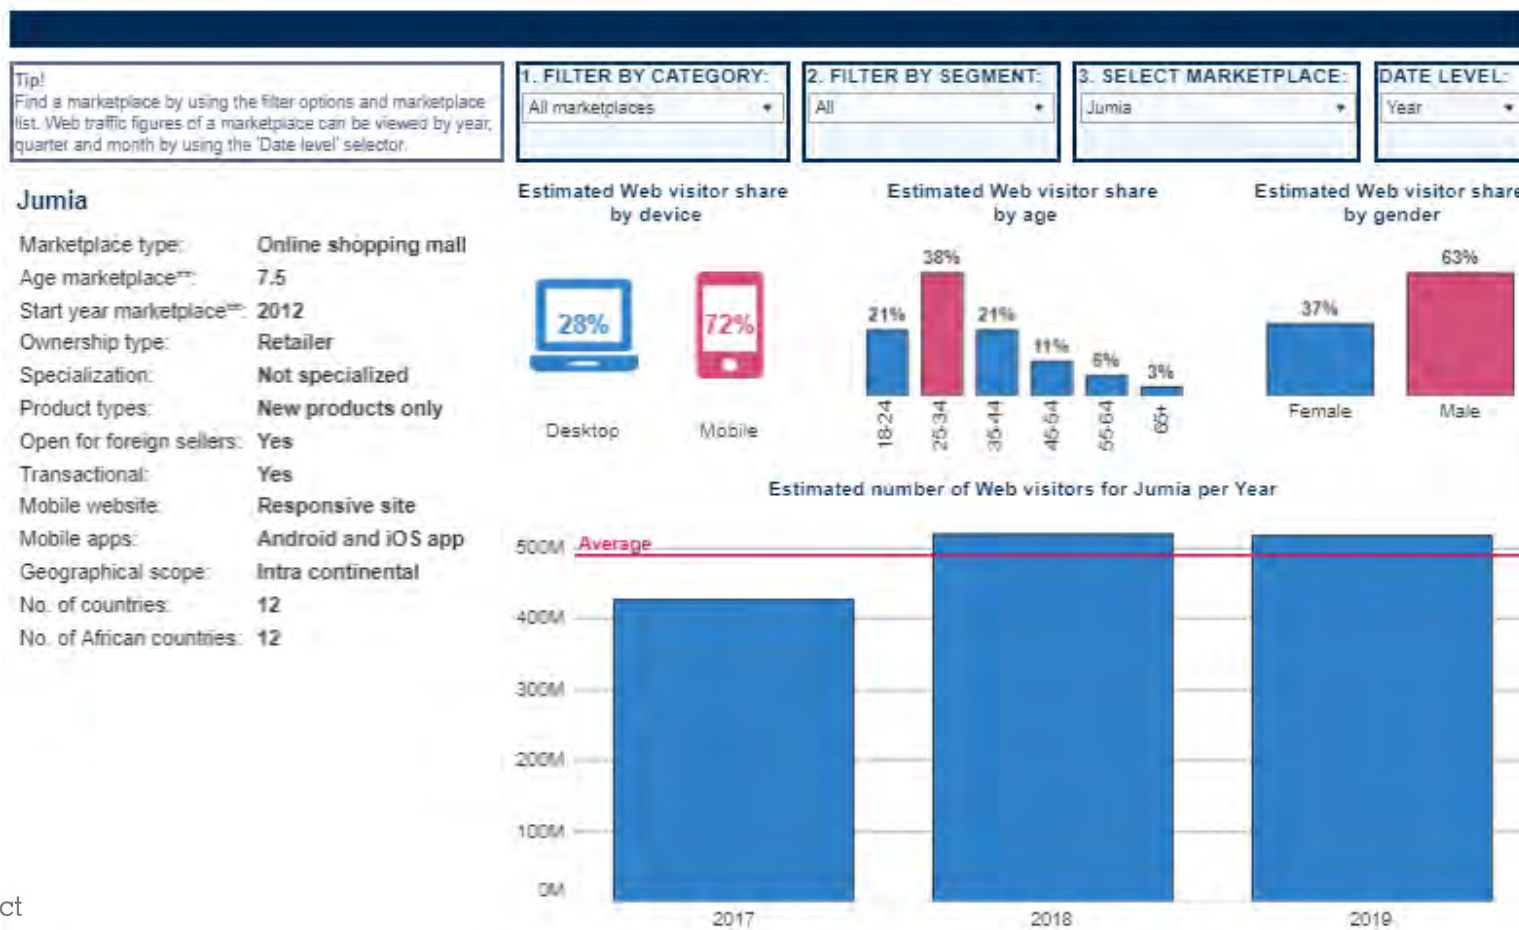 Tip!
Find a marketplace by using the filter options and marketplace
list. Web traffic figures of a marketplace can be viewed by year,
quarter and month by using the 'Date level' selector.
1. FILTER BY CATEGORY:
All marketplaces
2. FILTER BY SEGMENT:
All
3. SELECT MARKETPLACE:
Jumia
DATE LEVEL:
Year
Jumia
Marketplace type: Online shopping mall
Age marketplace**: 7.5
Start year marketplace**: 2012
Ownership type: Retailer
Specialization: Not specialized
Product types: New products only
Open for foreign sellers: Yes
Transactional: Yes
Mobile website: Responsive site
Mobile apps: Android and iOS app
Geographical scope: Intra continental
No. of countries: 12
No. of African countries: 12
Estimated Web visitor share
by device
28%
72%
Desktop
Mobile
Estimated Web visitor share
by age
21%
38%
21%
11%
6%
3%
18-24
25-34
35-44
45-54
55-64
65+
Estimated Web visitor share
by gender
37%
63%
Female
Male
Estimated number of Web visitors for Jumia per Year
500M
Average
400M
300M
200M
100M
0M
2017
2018
2019
ct